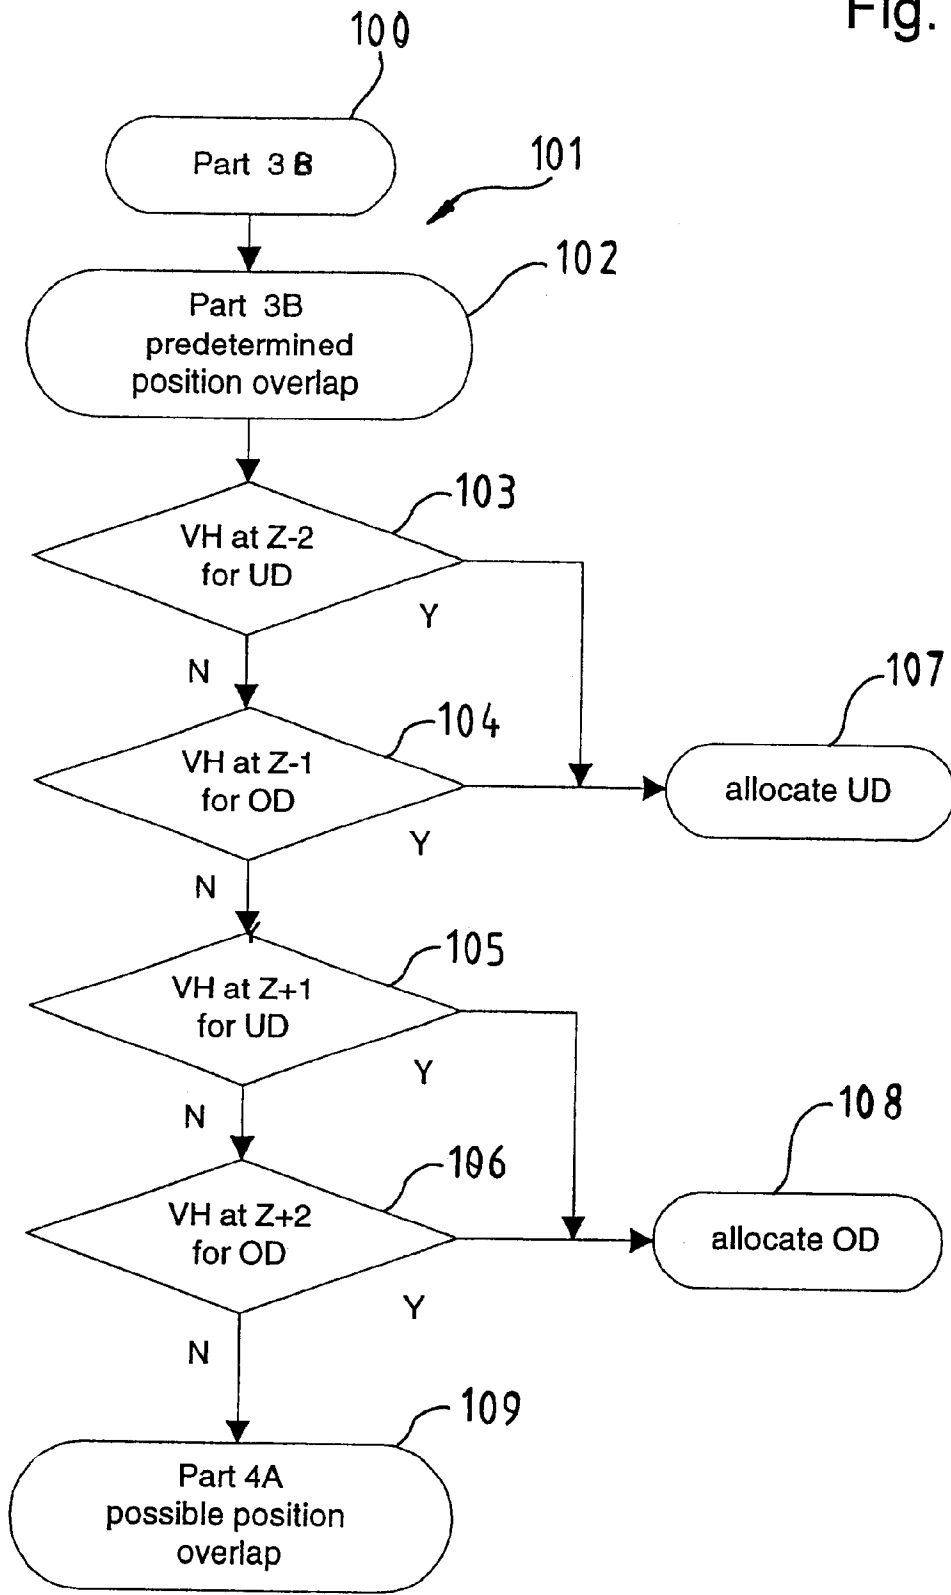 Fig.
100
Part 3B
101
102
Part 3B
predetermined
position overlap
103
VH at Z-2
for UD
Y
N
104
VH at Z-1
for OD
Y
N
107
allocate UD
Y
105
VH at Z+1
for UD
Y
N
106
VH at Z+2
for OD
Y
N
108
allocate OD
109
Part 4A
possible position
overlap